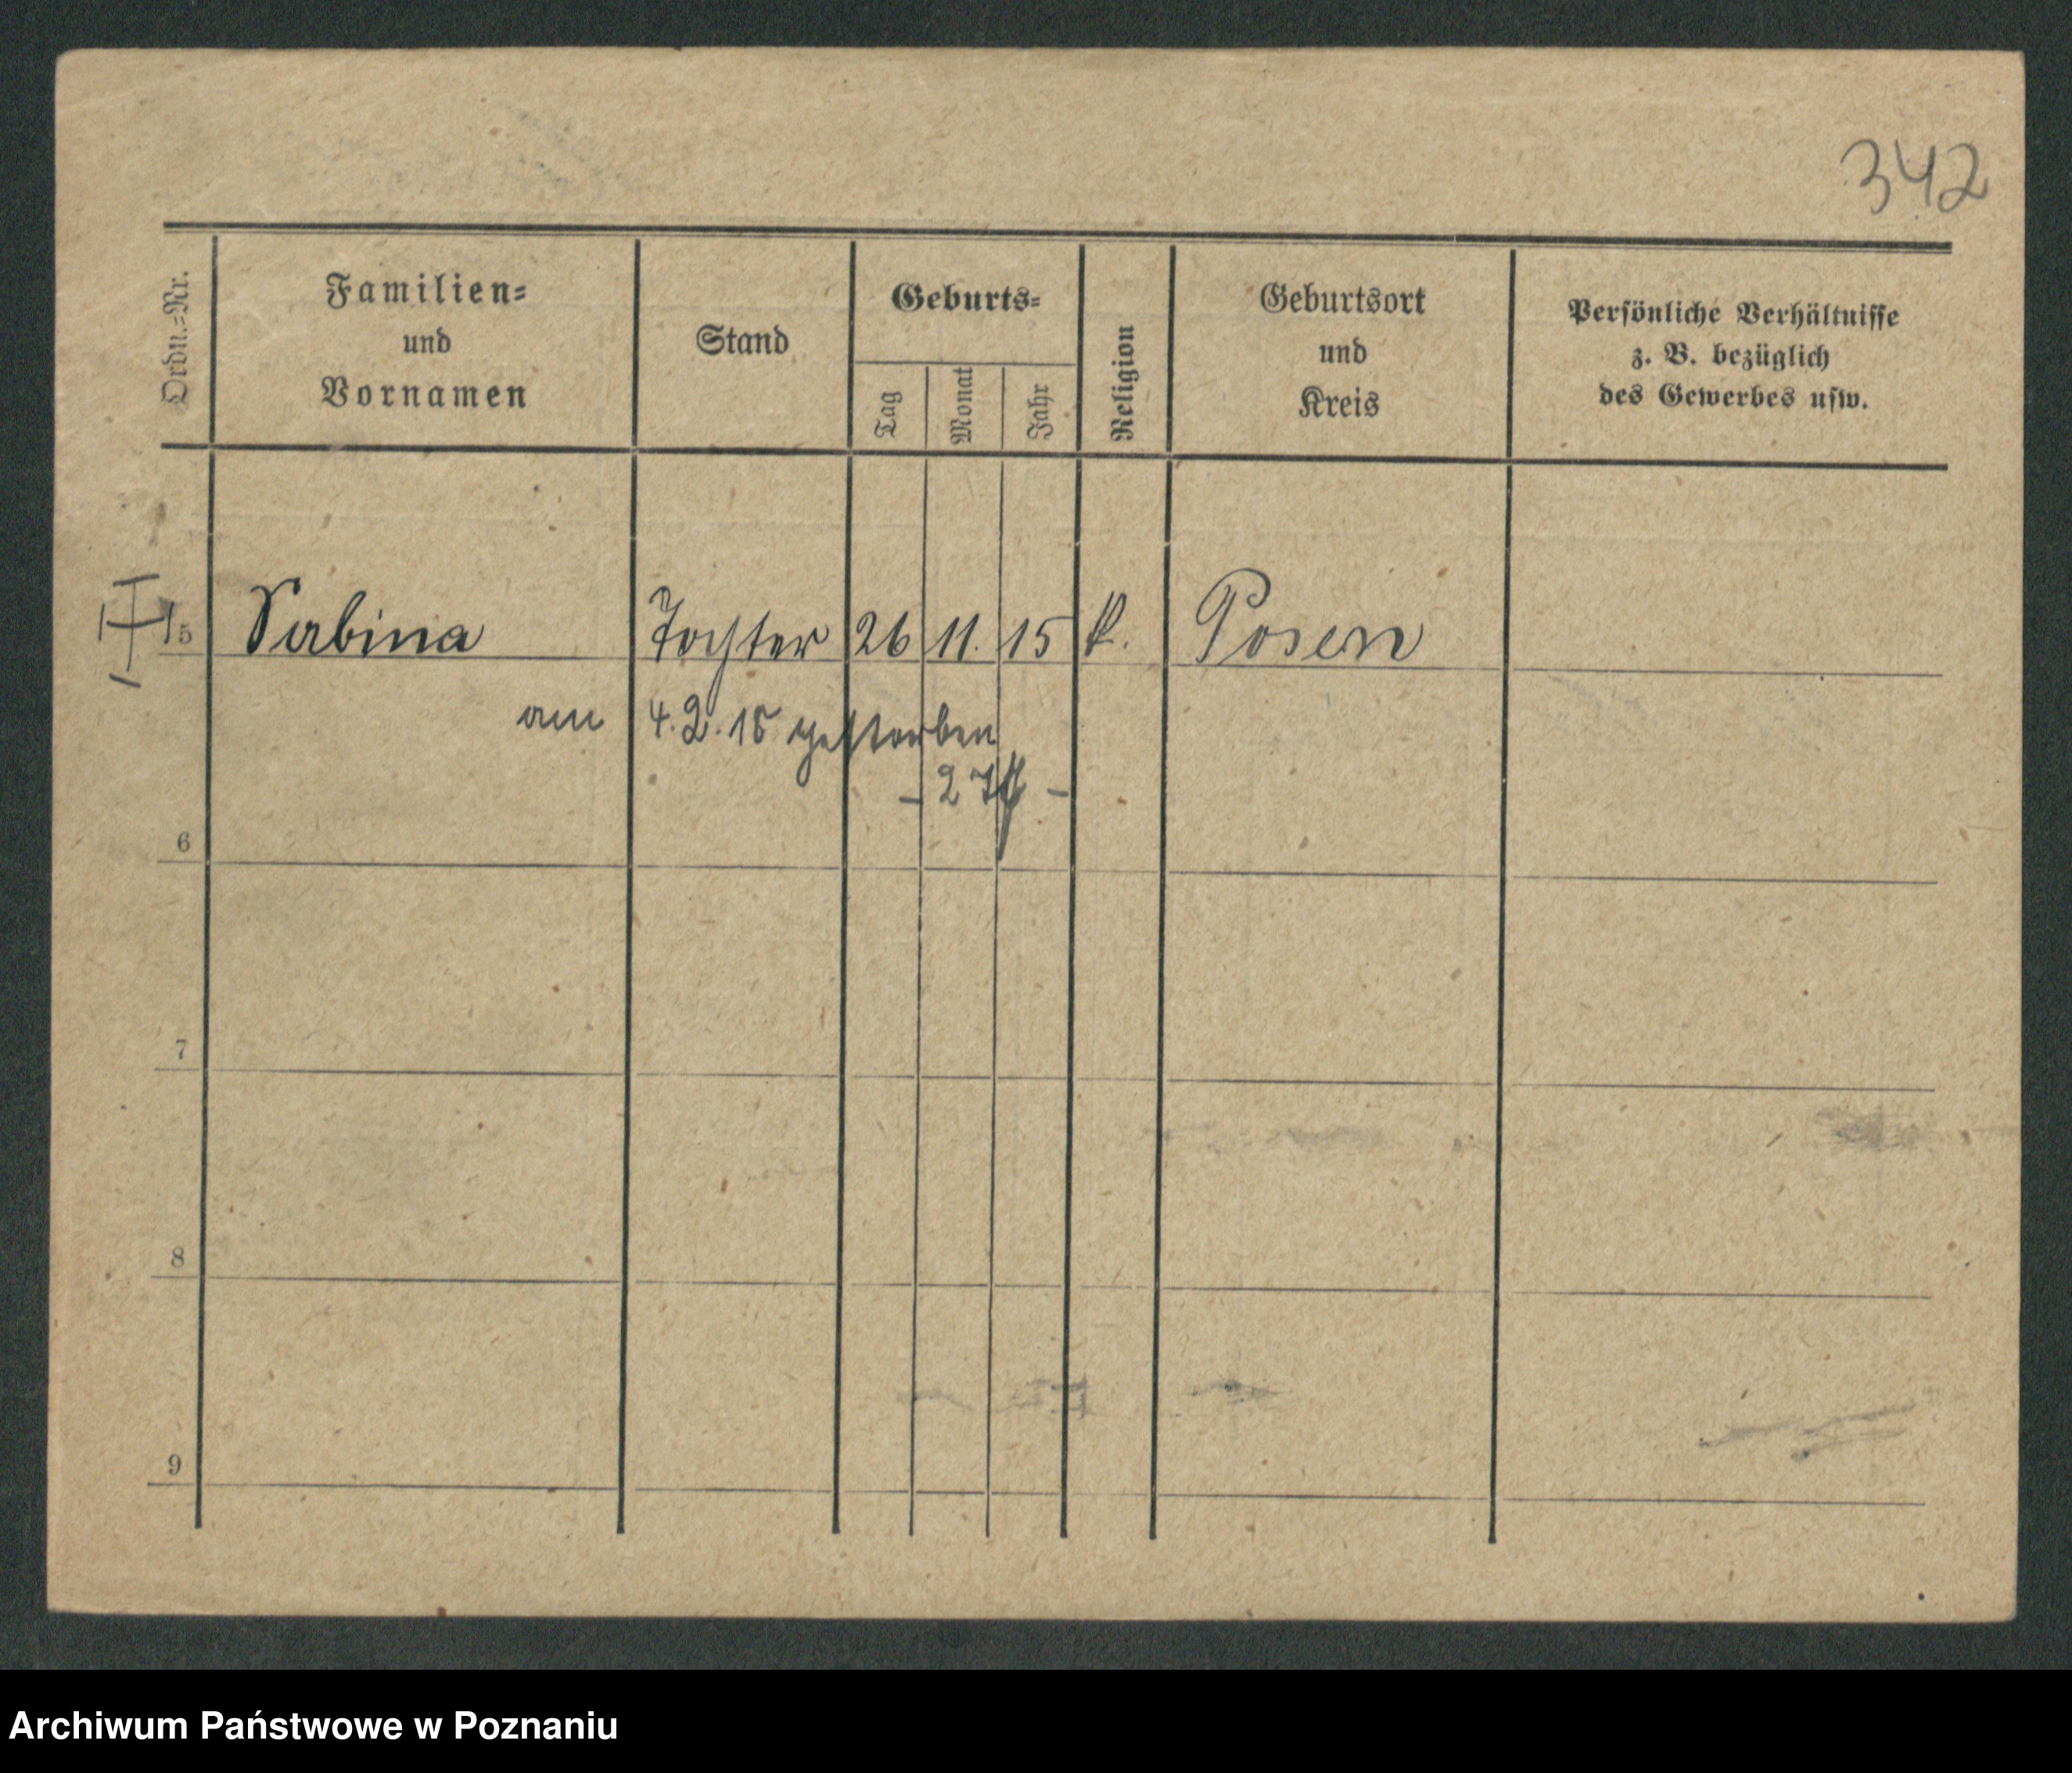 342
Ordn.=Nr.
Familien=
und
Vornamen
Stand
Geburts=
Tag
Monat
Jahr
Religion
Geburtsort
und
Kreis
Persönliche Verhältnisse
z. B. bezüglich
des Gewerbes usw.
5 Sabina Tochter 26 11. 15 k. Posen
am 4. 2. gestorben
6
7
8
9
Archiwum Państwowe w Poznaniu